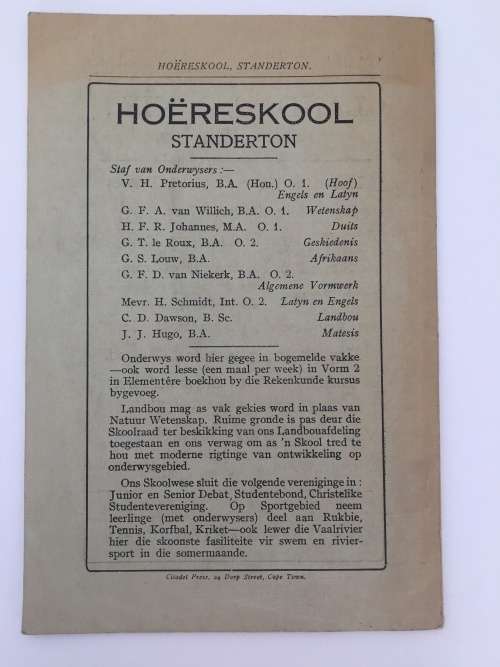 HOËRESKOOL, STANDERTON.
HOËRESKOOL
STANDERTON
Staf van Onderwysers :—
V. H. Pretorius, B.A. (Hon.) O. 1. (Hoof)
Engels en Latyn
G. F. A. van Willich, B.A. O. 1. Wetenskap
H. F. R. Johannes, M.A. O. 1. Duits
G. T. le Roux, B.A. O. 2. Geskiedenis
G. S. Louw, B.A. Afrikaans
G. F. D. van Niekerk, B.A. O. 2.
Algemene Vormwerk
Mevr. H. Schmidt, Int. O. 2. Latyn en Engels
C. D. Dawson, B. Sc. Landbou
J. J. Hugo, B.A. Matesis
Onderwys word hier gegee in bogemelde vakke
—ook word lesse (een maal per week) in Vorm 2
in Elementêre boekhou by die Rekenkunde kursus
bygevoeg.
Landbou mag as vak gekies word in plaas van
Natuur Wetenskap. Ruime gronde is pas deur die
Skoolraad ter beskikking van ons Landbouafdeling
toegestaan en ons verwag om as 'n Skool tred te
hou met moderne rigtinge van ontwikkeling op
onderwysgebied.
Ons Skoolwese sluit die volgende vereniginge in :
Junior en Senior Debat, Studentebond, Christelike
Studentevereniging. Op Sportgebied neem
leerlinge (met onderwysers) deel aan Rukbie,
Tennis, Korfbal, Kriket—ook lewer die Vaalrivier
hier die skoonste fasiliteite vir swem en rivier-
sport in die somermaande.
Citadel Press, 24 Dorp Street, Cape Town.